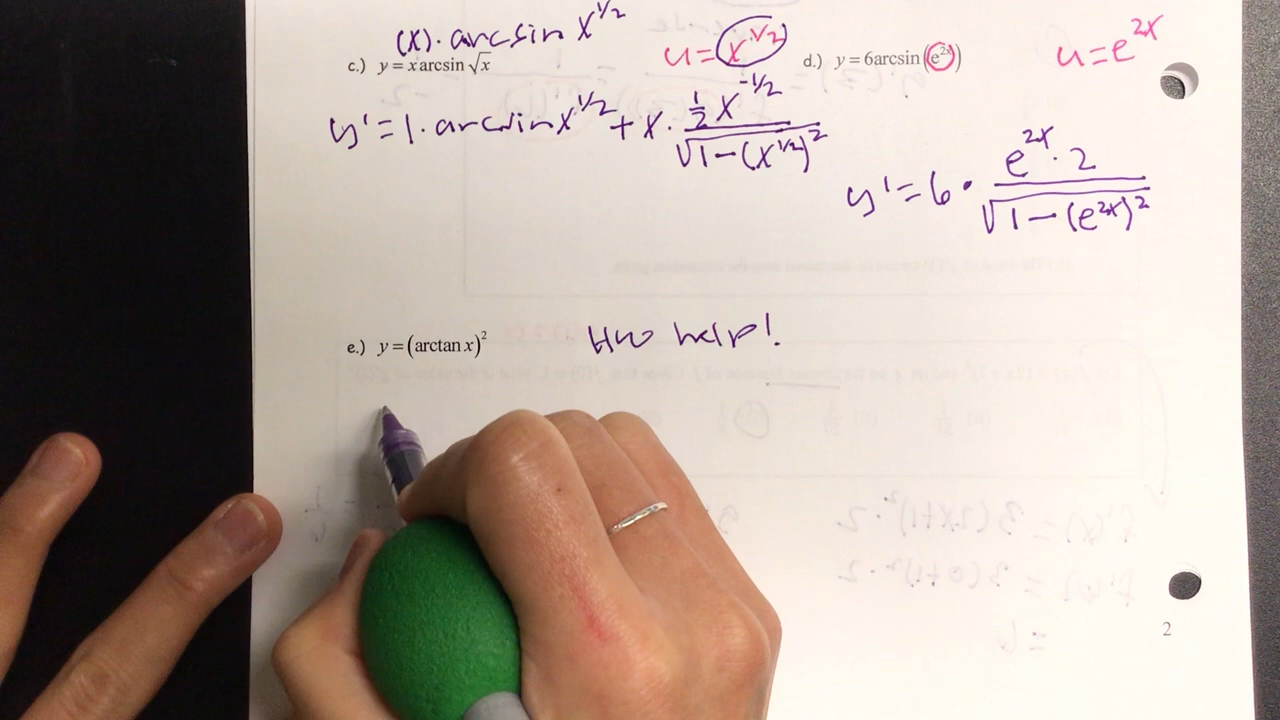 (x) · arcsin x^1/2
c.) y = x arcsin √x
u = x^1/2
d.) y = 6arcsin(e^2x)
u = e^2x
y' = 1 · arcsin x^1/2 + x · (1/2 x^-1/2)/√(1-(x^1/2)^2)
y' = 6 · (e^2x · 2)/√(1-(e^2x)^2)
e.) y = (arctan x)^2
HW help!
2